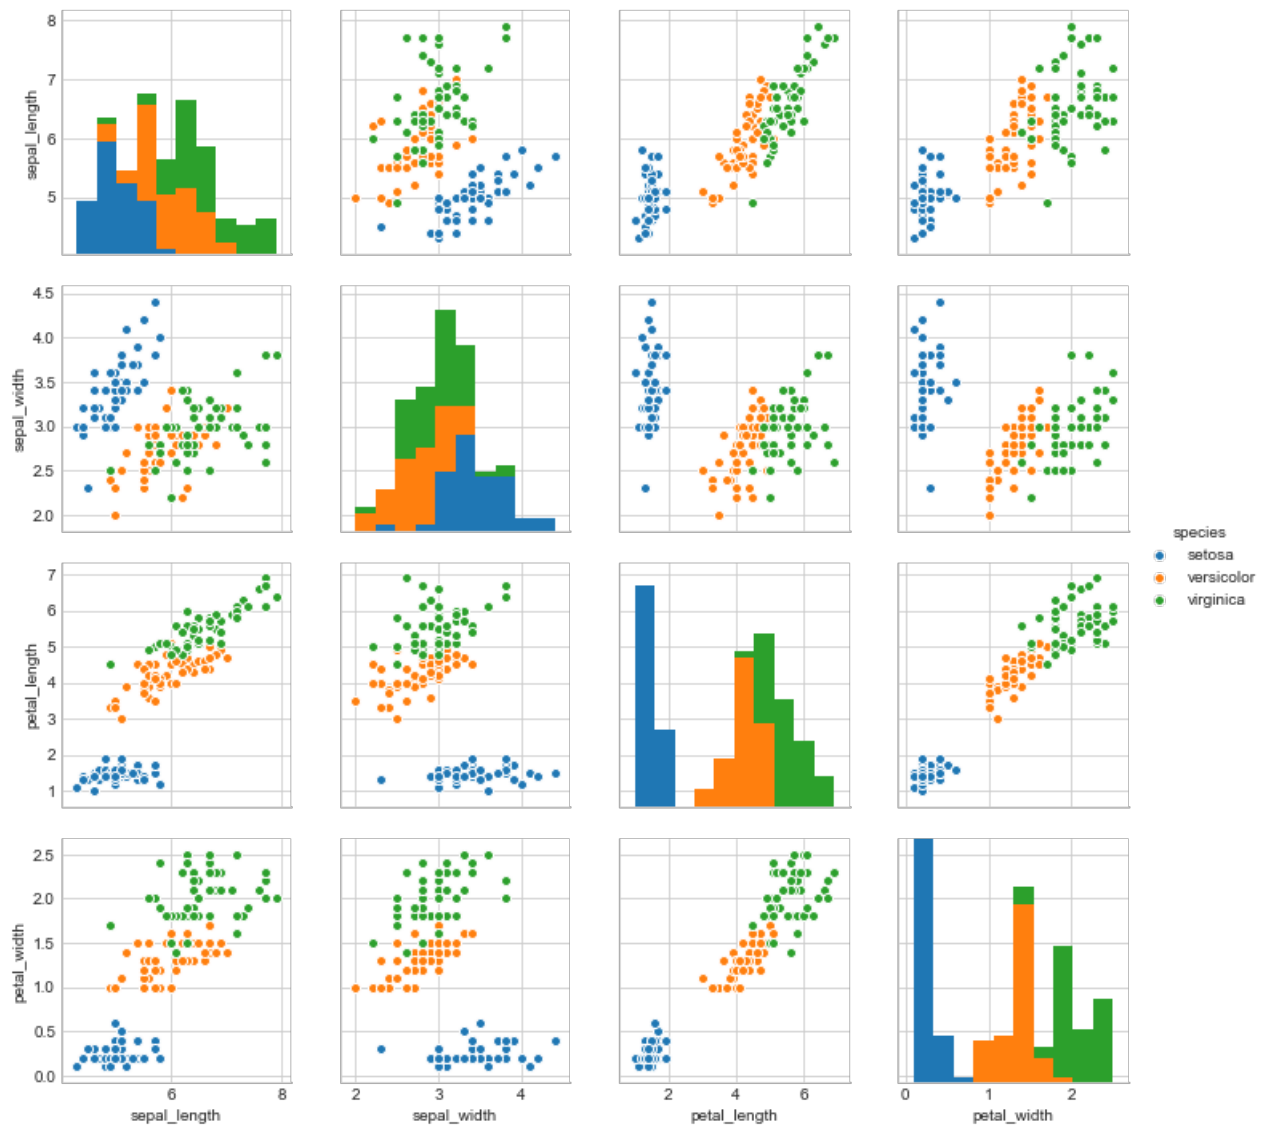 8
7
6
5
sepal_length
4.5
4.0
3.5
3.0
2.5
2.0
sepal_width
species
setosa
versicolor
virginica
7
6
5
4
3
2
1
petal_length
2.5
2.0
1.5
1.0
0.5
0.0
petal_width
6 8 2 3 4 2 4 6 0 1 2
sepal_length sepal_width petal_length petal_width